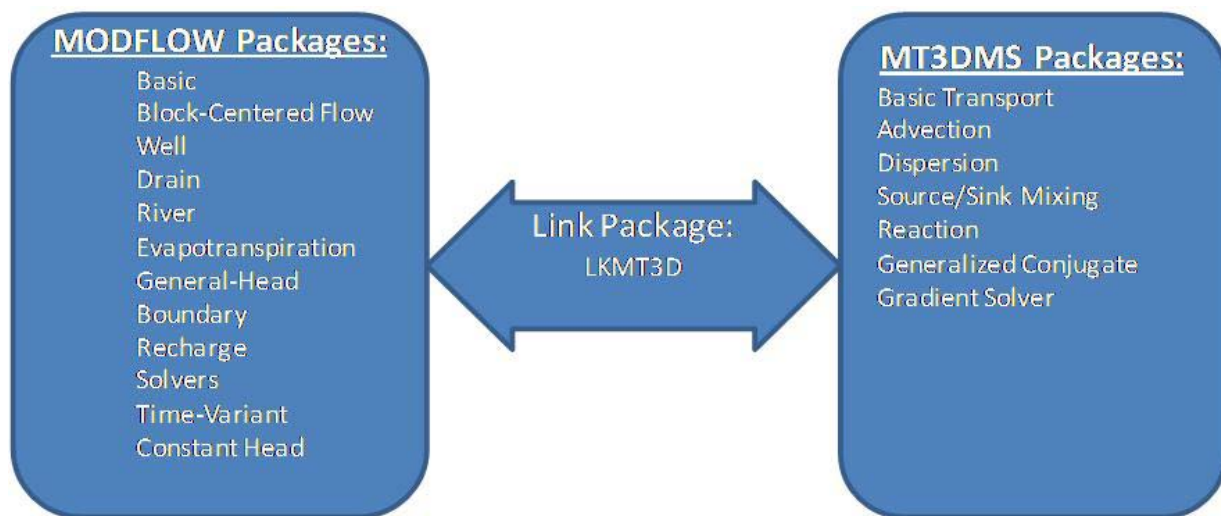 MODFLOW Packages:
Basic
Block-Centered Flow
Well
Drain
River
Evapotranspiration
General-Head
Boundary
Recharge
Solvers
Time-Variant
Constant Head
Link Package:
LKMT3D
MT3DMS Packages:
Basic Transport
Advection
Dispersion
Source/Sink Mixing
Reaction
Generalized Conjugate
Gradient Solver